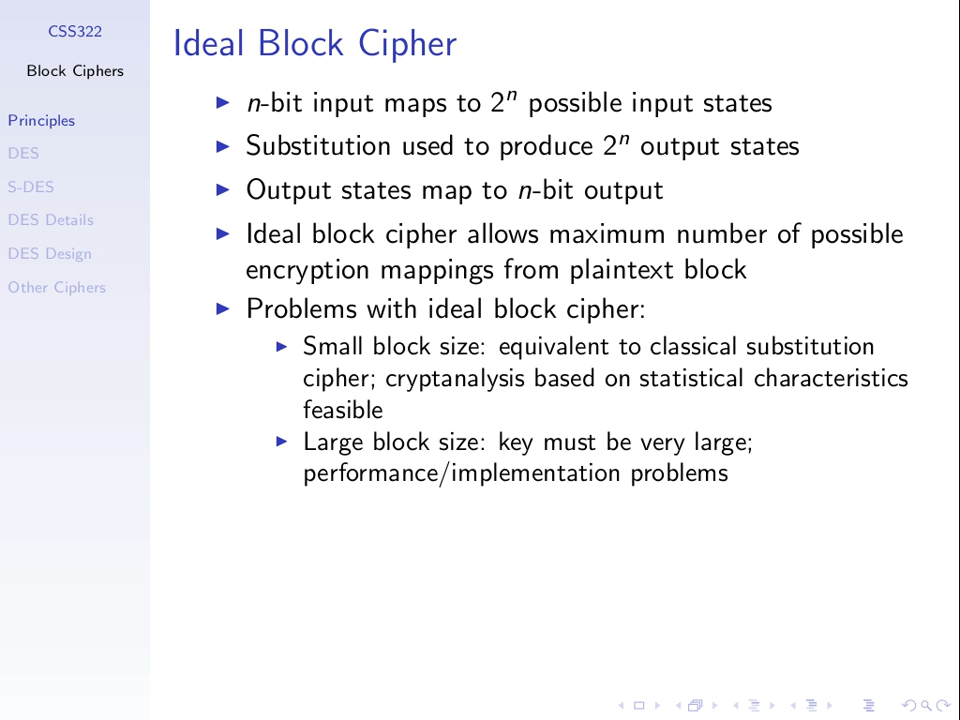 CSS322
Block Ciphers
Principles
DES
S-DES
DES Details
DES Design
Other Ciphers
Ideal Block Cipher
n-bit input maps to 2ⁿ possible input states
Substitution used to produce 2ⁿ output states
Output states map to n-bit output
Ideal block cipher allows maximum number of possible
encryption mappings from plaintext block
Problems with ideal block cipher:
Small block size: equivalent to classical substitution
cipher; cryptanalysis based on statistical characteristics
feasible
Large block size: key must be very large;
performance/implementation problems